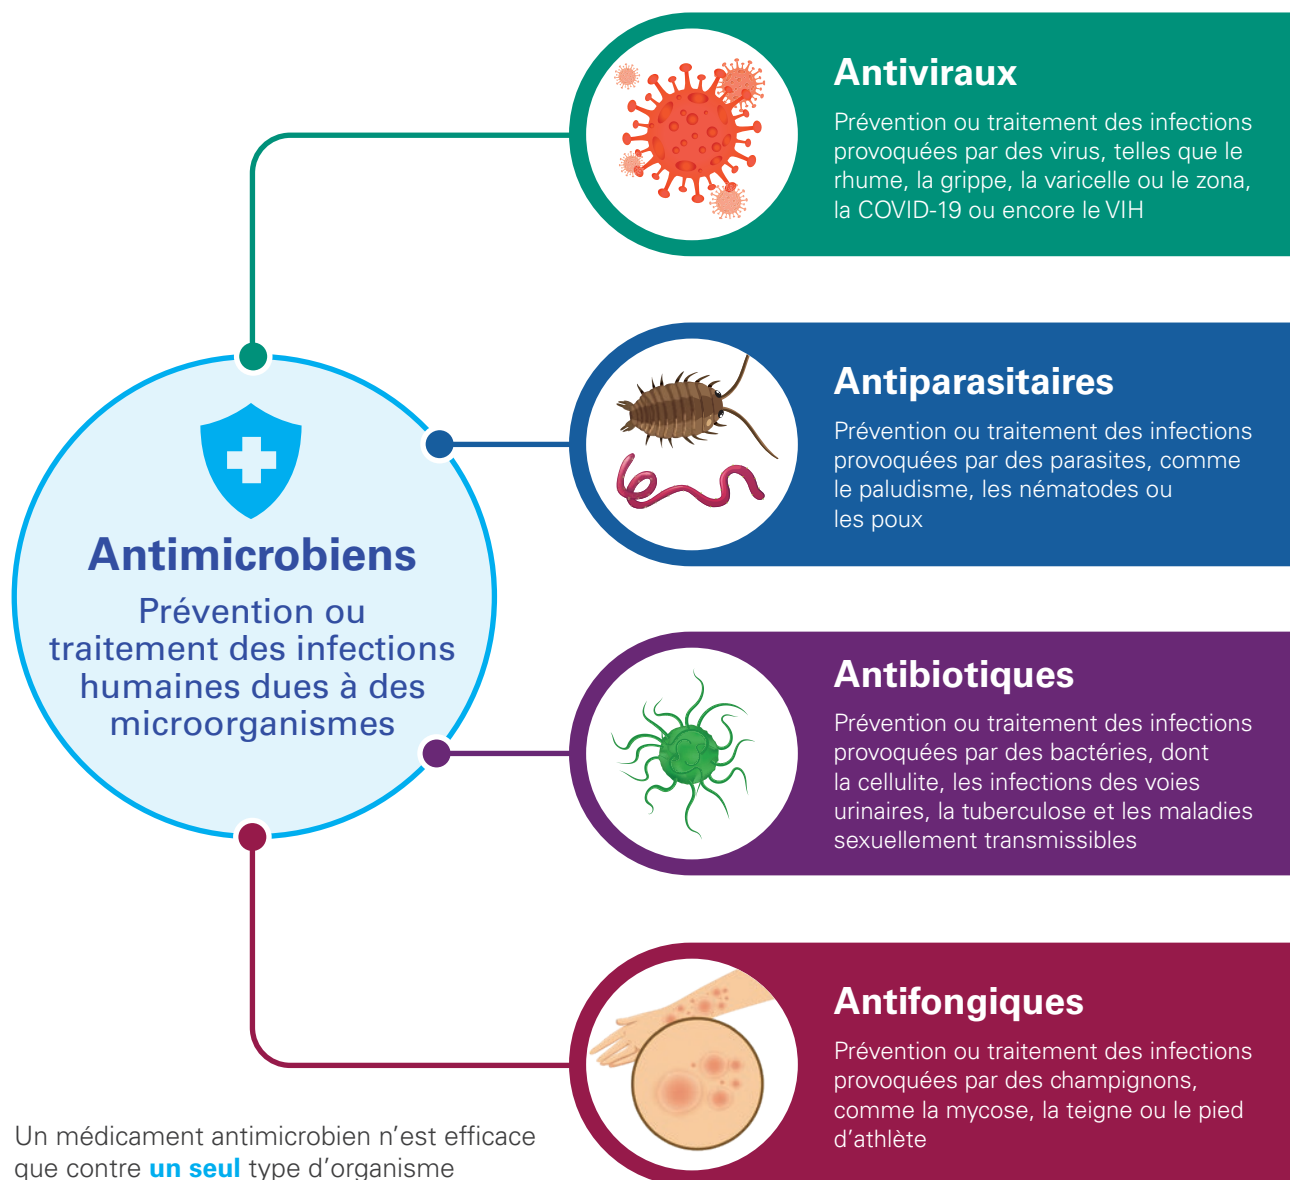 Antiviraux
Prévention ou traitement des infections
provoquées par des virus, telles que le
rhume, la grippe, la varicelle ou le zona,
la COVID-19 ou encore le VIH
Antiparasitaires
Prévention ou traitement des infections
provoquées par des parasites, comme
le paludisme, les nématodes ou
les poux
Antimicrobiens
Prévention ou
traitement des infections
humaines dues à des
microorganismes
Antibiotiques
Prévention ou traitement des infections
provoquées par des bactéries, dont
la cellulite, les infections des voies
urinaires, la tuberculose et les maladies
sexuellement transmissibles
Antifongiques
Prévention ou traitement des infections
provoquées par des champignons,
comme la mycose, la teigne ou le pied
d’athlète
Un médicament antimicrobien n’est efficace
que contre un seul type d’organisme